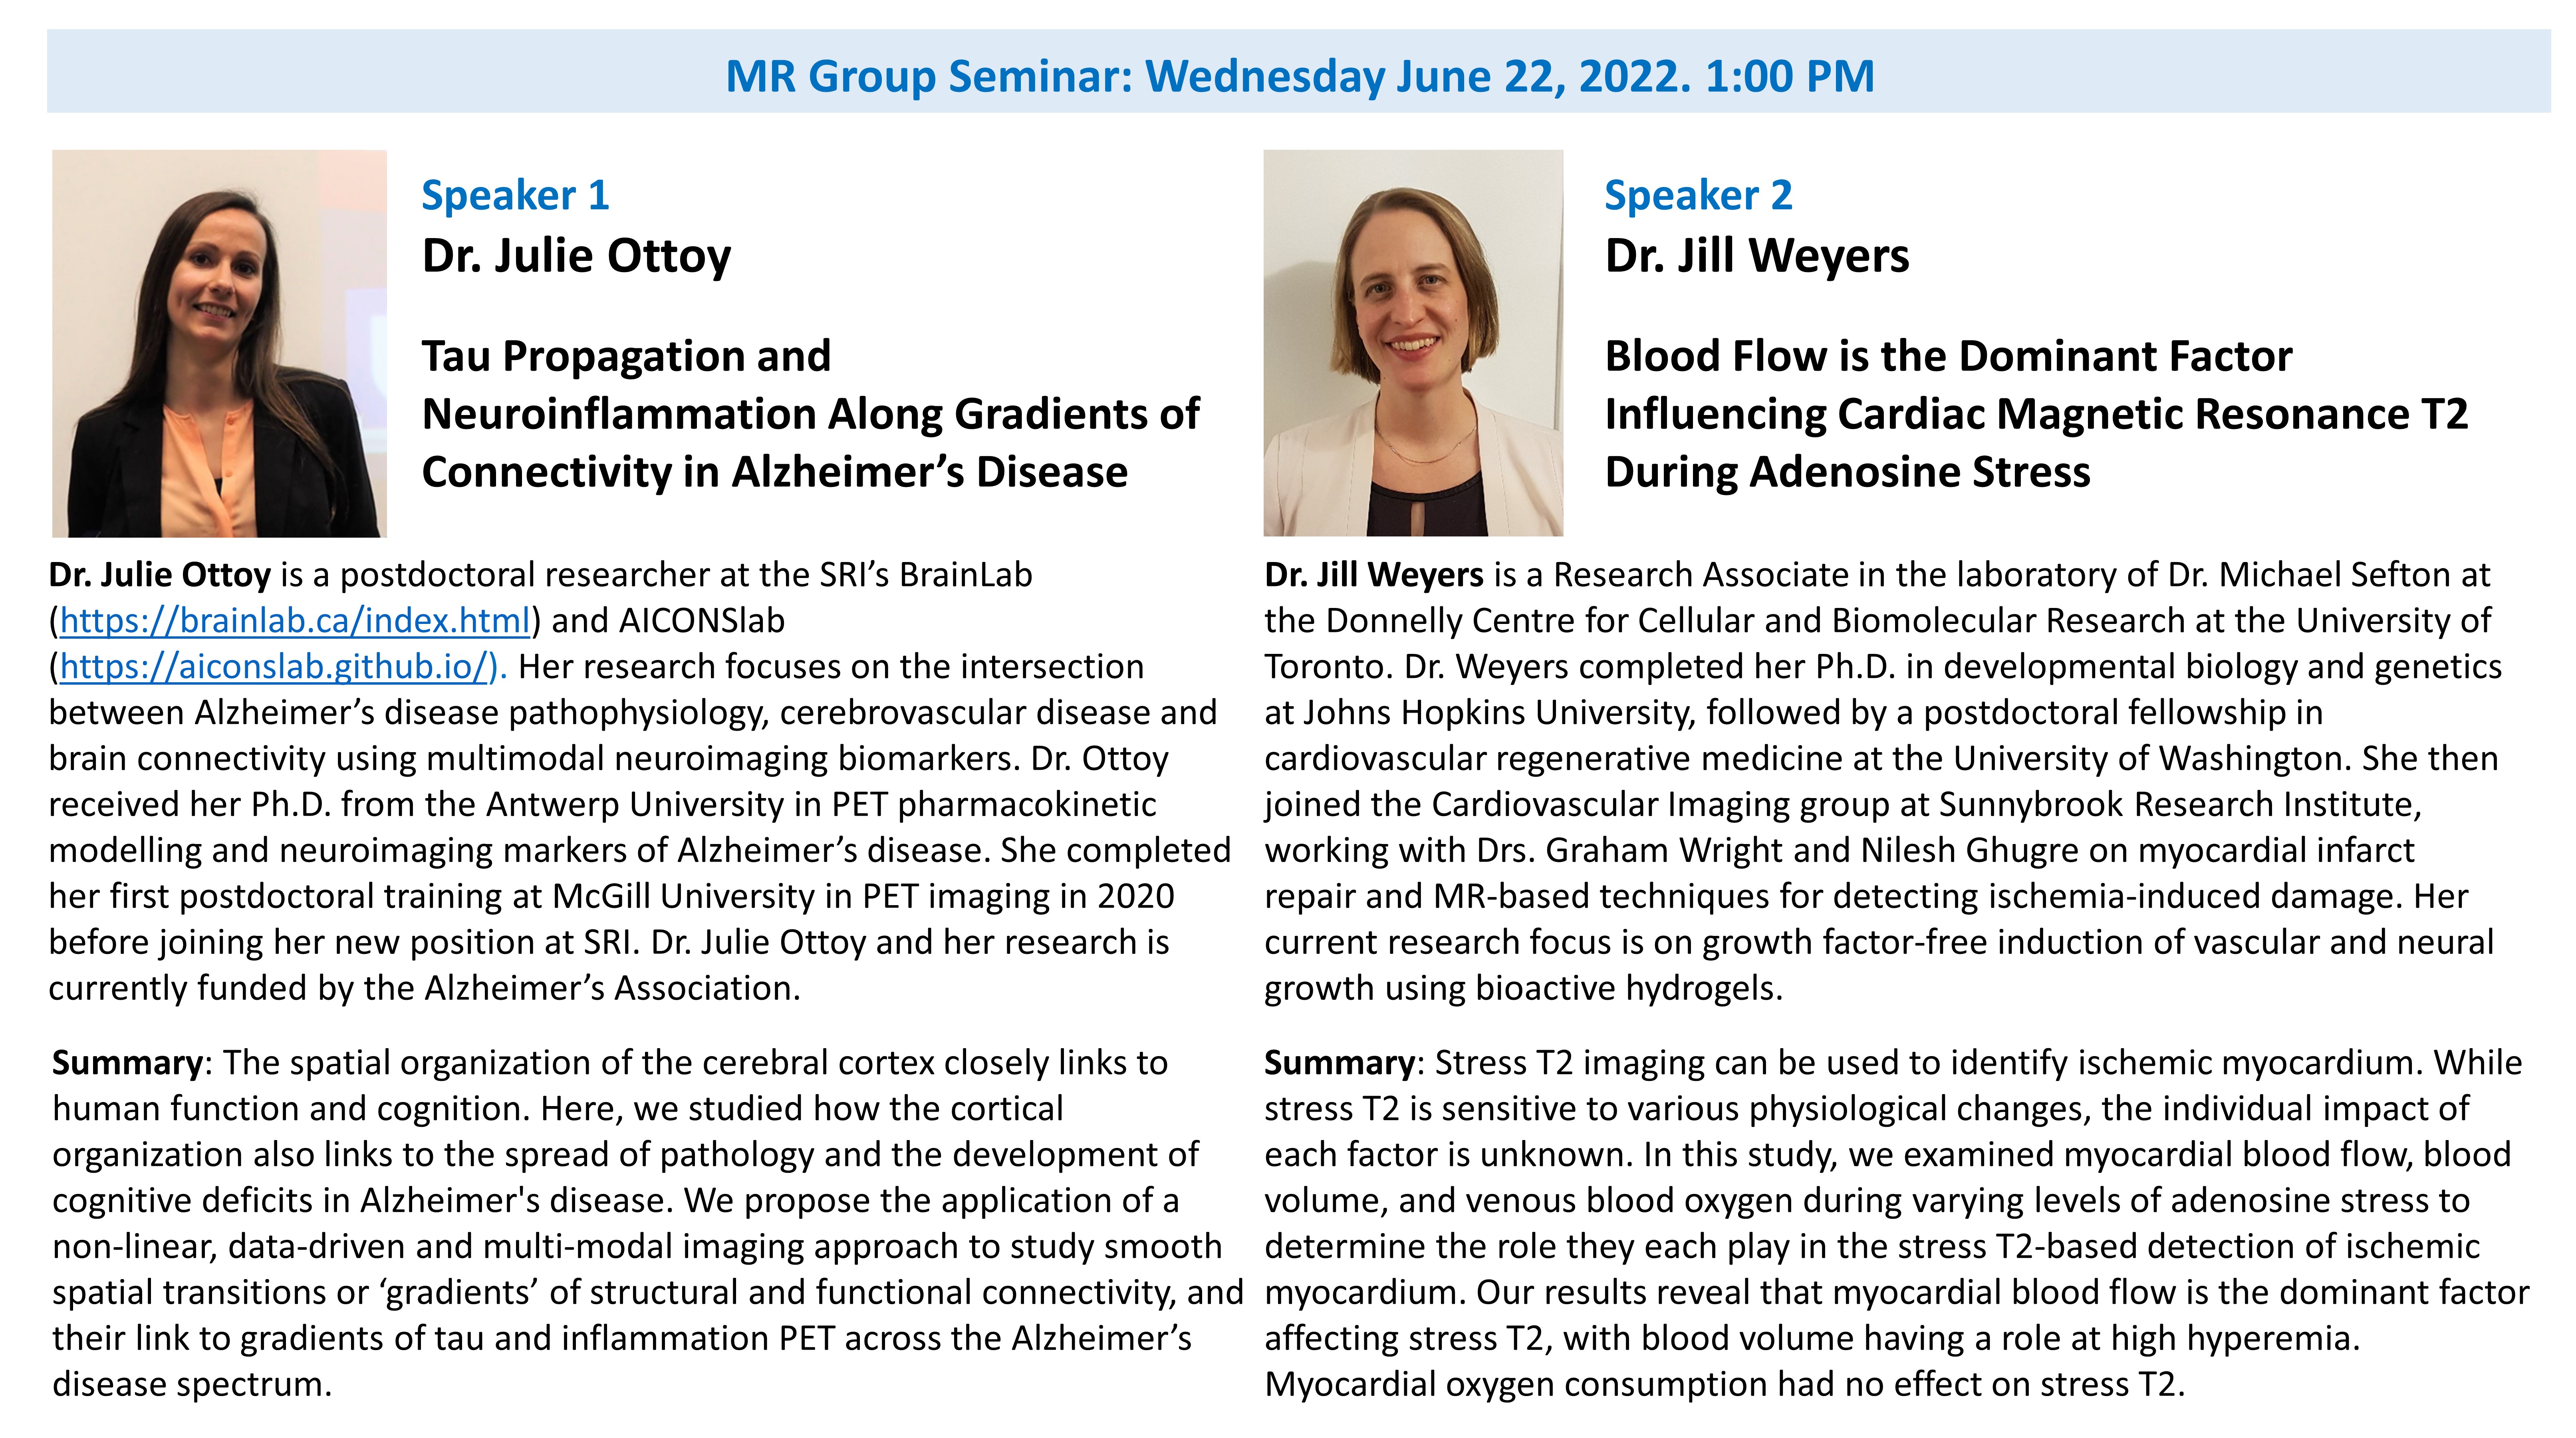 MR Group Seminar: Wednesday June 22, 2022. 1:00 PM
Speaker 1
Dr. Julie Ottoy
Tau Propagation and
Neuroinflammation Along Gradients of
Connectivity in Alzheimer’s Disease
Dr. Julie Ottoy is a postdoctoral researcher at the SRI’s BrainLab
(https://brainlab.ca/index.html) and AICONSlab
(https://aiconslab.github.io/). Her research focuses on the intersection
between Alzheimer’s disease pathophysiology, cerebrovascular disease and
brain connectivity using multimodal neuroimaging biomarkers. Dr. Ottoy
received her Ph.D. from the Antwerp University in PET pharmacokinetic
modelling and neuroimaging markers of Alzheimer’s disease. She completed
her first postdoctoral training at McGill University in PET imaging in 2020
before joining her new position at SRI. Dr. Julie Ottoy and her research is
currently funded by the Alzheimer’s Association.
Summary: The spatial organization of the cerebral cortex closely links to
human function and cognition. Here, we studied how the cortical
organization also links to the spread of pathology and the development of
cognitive deficits in Alzheimer's disease. We propose the application of a
non-linear, data-driven and multi-modal imaging approach to study smooth
spatial transitions or ‘gradients’ of structural and functional connectivity, and
their link to gradients of tau and inflammation PET across the Alzheimer’s
disease spectrum.
Speaker 2
Dr. Jill Weyers
Blood Flow is the Dominant Factor
Influencing Cardiac Magnetic Resonance T2
During Adenosine Stress
Dr. Jill Weyers is a Research Associate in the laboratory of Dr. Michael Sefton at
the Donnelly Centre for Cellular and Biomolecular Research at the University of
Toronto. Dr. Weyers completed her Ph.D. in developmental biology and genetics
at Johns Hopkins University, followed by a postdoctoral fellowship in
cardiovascular regenerative medicine at the University of Washington. She then
joined the Cardiovascular Imaging group at Sunnybrook Research Institute,
working with Drs. Graham Wright and Nilesh Ghugre on myocardial infarct
repair and MR-based techniques for detecting ischemia-induced damage. Her
current research focus is on growth factor-free induction of vascular and neural
growth using bioactive hydrogels.
Summary: Stress T2 imaging can be used to identify ischemic myocardium. While
stress T2 is sensitive to various physiological changes, the individual impact of
each factor is unknown. In this study, we examined myocardial blood flow, blood
volume, and venous blood oxygen during varying levels of adenosine stress to
determine the role they each play in the stress T2-based detection of ischemic
myocardium. Our results reveal that myocardial blood flow is the dominant factor
affecting stress T2, with blood volume having a role at high hyperemia.
Myocardial oxygen consumption had no effect on stress T2.